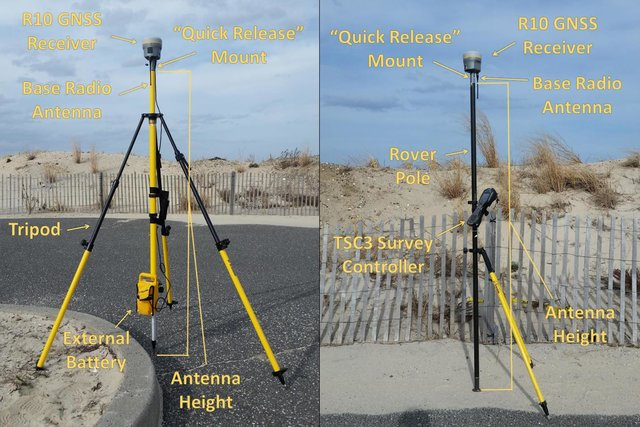 R10 GNSS
Receiver
“Quick Release”
Mount
Base Radio
Antenna
Tripod
External
Battery
Antenna
Height
“Quick Release”
Mount
R10 GNSS
Receiver
Base Radio
Antenna
Rover
Pole
TSC3 Survey
Controller
Antenna
Height